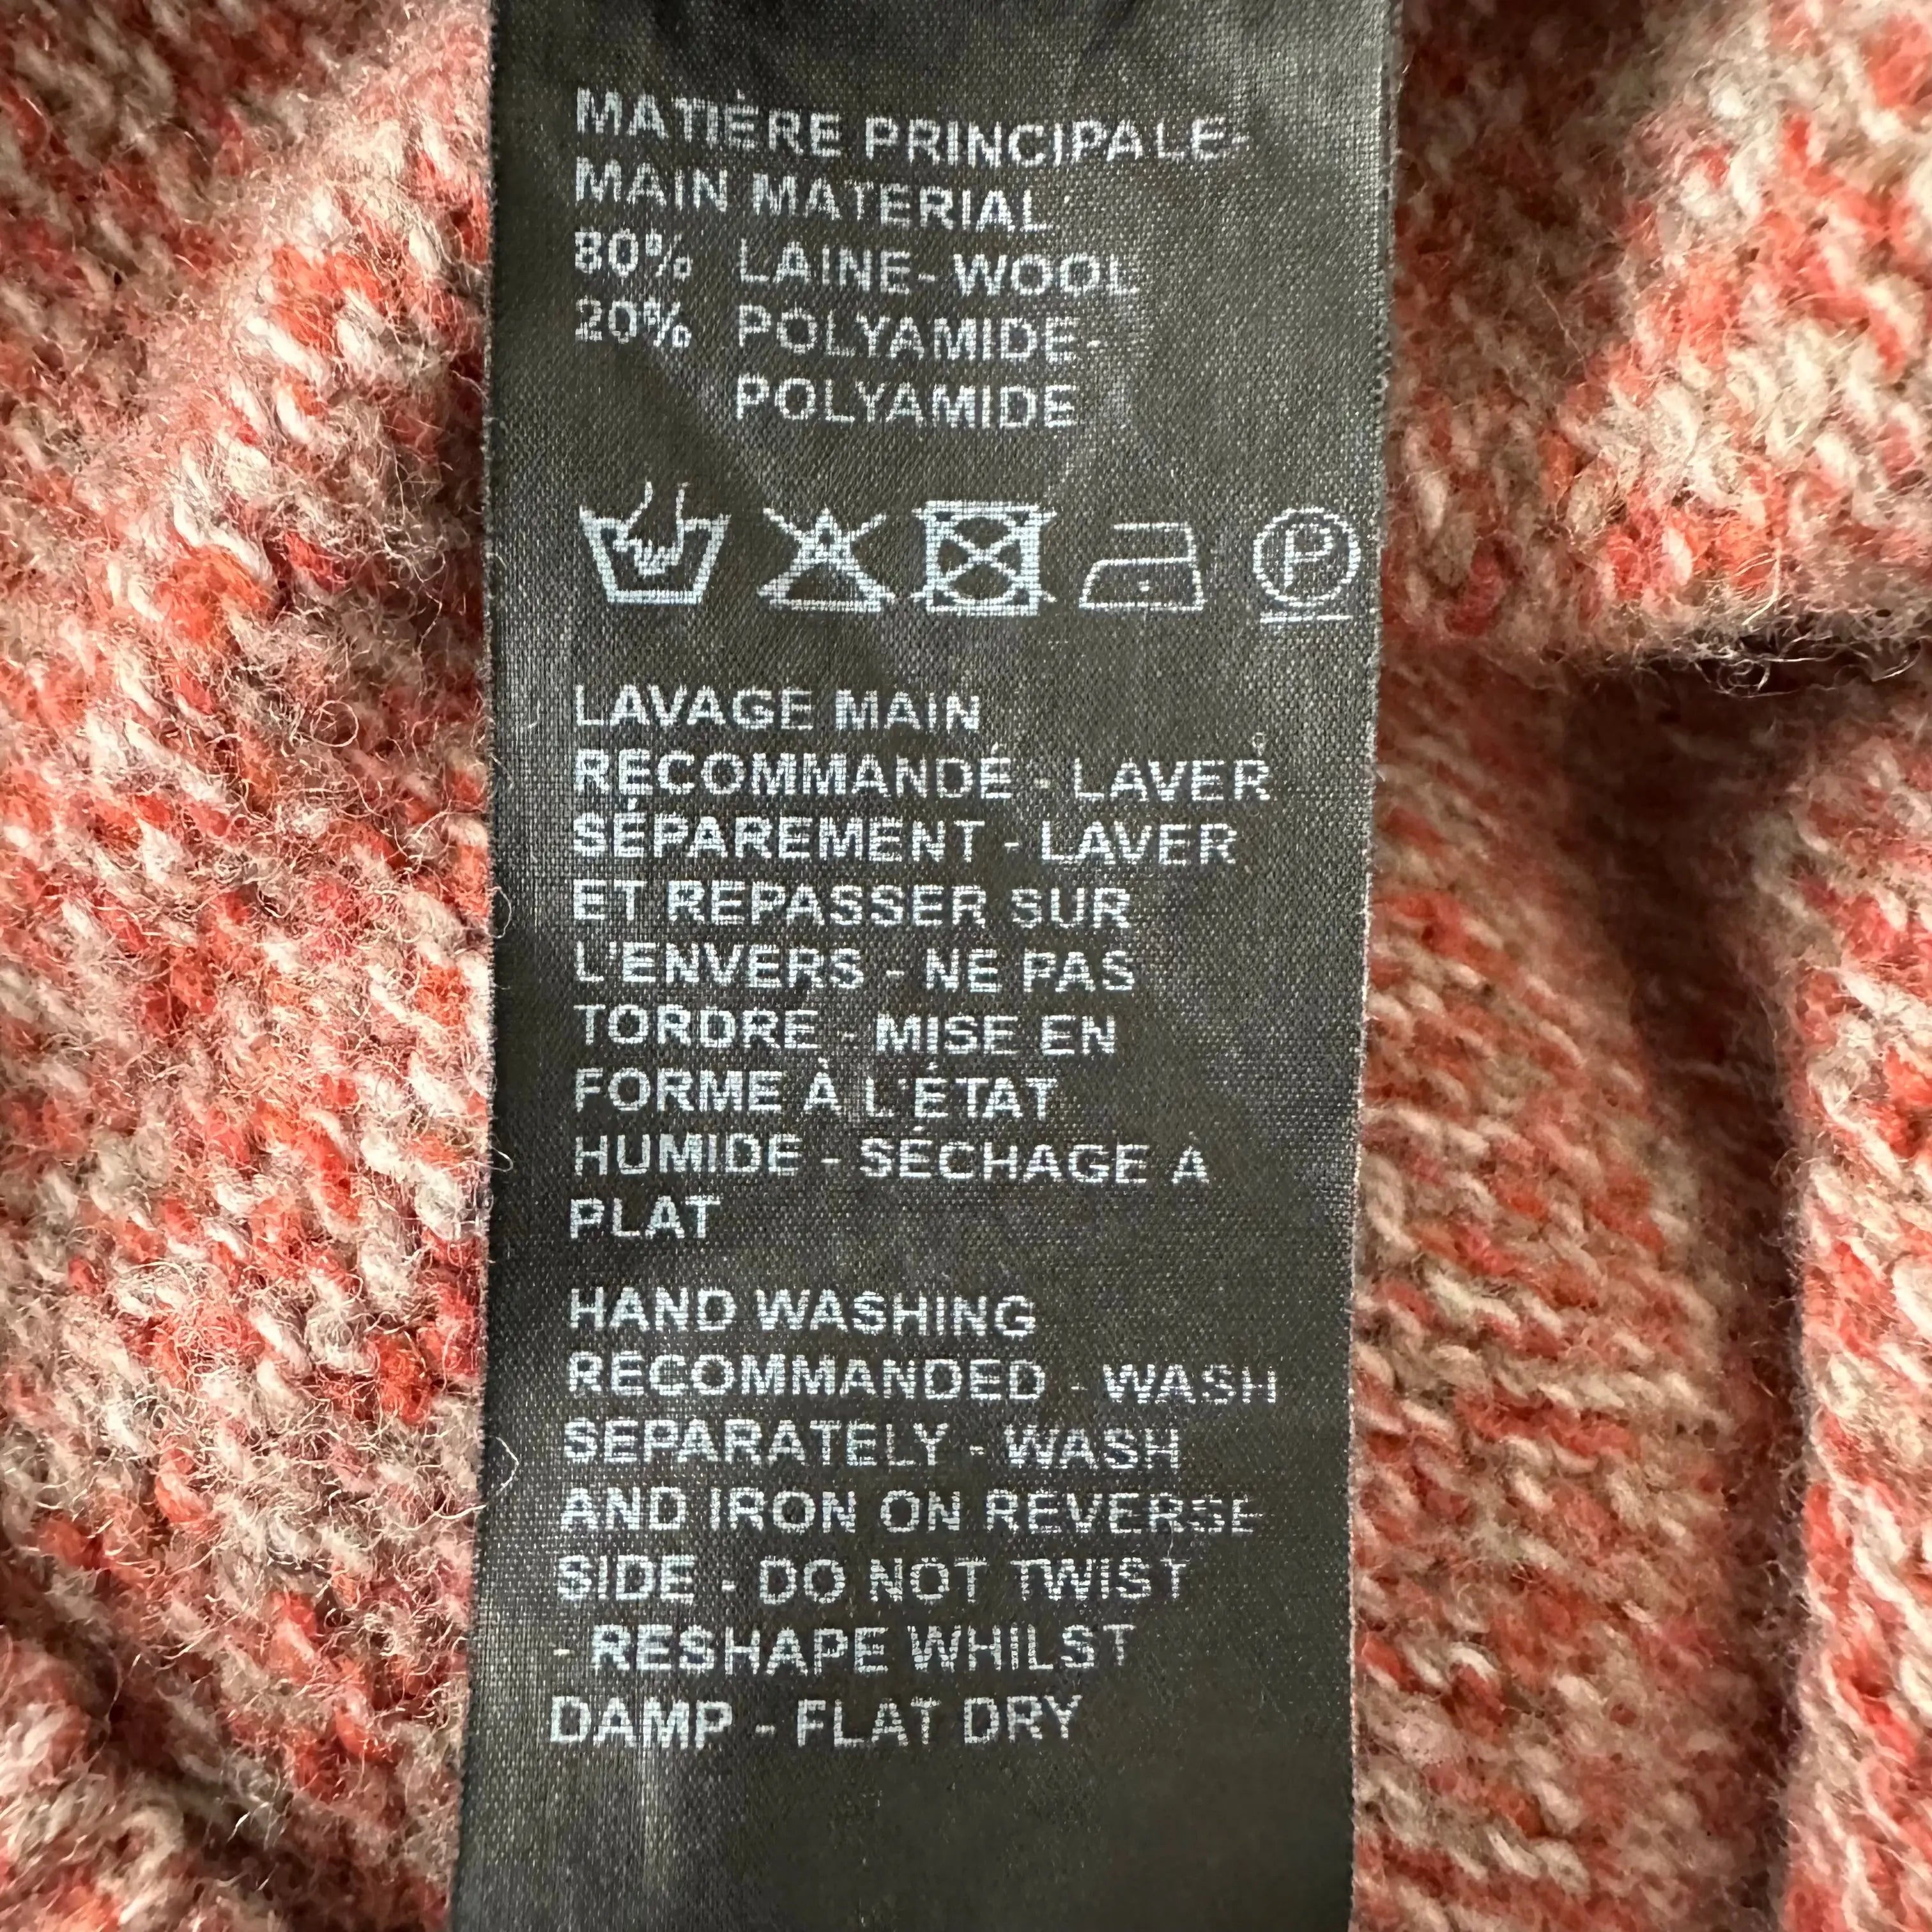 MATIÈRE PRINCIPALE-
MAIN MATERIAL
80% LAINE- WOOL
20% POLYAMIDE-
POLYAMIDE
P
LAVAGE MAIN
RECOMMANDÉ - LAVER
SÉPAREMENT - LAVER
ET REPASSER SUR
L'ENVERS - NE PAS
TORDRE - MISE EN
FORME À L'ÉTAT
HUMIDE - SÉCHAGE À
PLAT
HAND WASHING
RECOMMANDED - WASH
SEPARATELY - WASH
AND IRON ON REVERSE
SIDE - DO NOT TWIST
- RESHAPE WHILST
DAMP - FLAT DRY